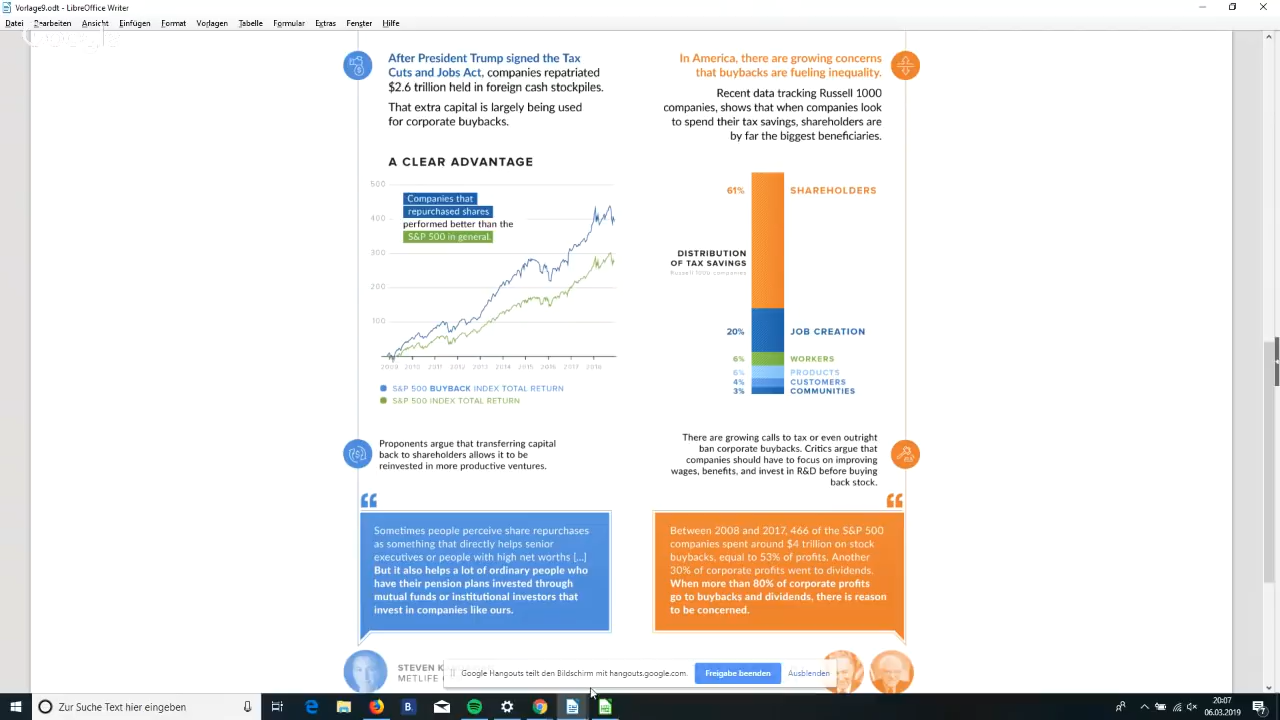 Vorlage9.odt - LibreOffice Writer
Datei Bearbeiten Ansicht Einfügen Format Vorlagen Tabelle Formular Extras Fenster Hilfe
After President Trump signed the Tax
Cuts and Jobs Act, companies repatriated
$2.6 trillion held in foreign cash stockpiles.
That extra capital is largely being used
for corporate buybacks.
A CLEAR ADVANTAGE
500
400
300
200
100
Companies that
repurchased shares
performed better than the
S&P 500 in general.
2009 2010 2011 2012 2013 2014 2015 2016 2017 2018
S&P 500 BUYBACK INDEX TOTAL RETURN
S&P 500 INDEX TOTAL RETURN
Proponents argue that transferring capital
back to shareholders allows it to be
reinvested in more productive ventures.
“
Sometimes people perceive share repurchases
as something that directly helps senior
executives or people with high net worths [...]
But it also helps a lot of ordinary people who
have their pension plans invested through
mutual funds or institutional investors that
invest in companies like ours.
STEVEN K
METLIFE
In America, there are growing concerns
that buybacks are fueling inequality.
Recent data tracking Russell 1000
companies, shows that when companies look
to spend their tax savings, shareholders are
by far the biggest beneficiaries.
61% SHAREHOLDERS
DISTRIBUTION
OF TAX SAVINGS
Russell 1000 companies
20% JOB CREATION
6% WORKERS
6% PRODUCTS
4% CUSTOMERS
3% COMMUNITIES
There are growing calls to tax or even outright
ban corporate buybacks. Critics argue that
companies should have to focus on improving
wages, benefits, and invest in R&D before buying
back stock.
“
Between 2008 and 2017, 466 of the S&P 500
companies spent around $4 trillion on stock
buybacks, equal to 53% of profits. Another
30% of corporate profits went to dividends.
When more than 80% of corporate profits
go to buybacks and dividends, there is reason
to be concerned.
Google Hangouts teilt den Bildschirm mit hangouts.google.com. Freigabe beenden Ausblenden
Zur Suche Text hier eingeben
20:07
06.03.2019